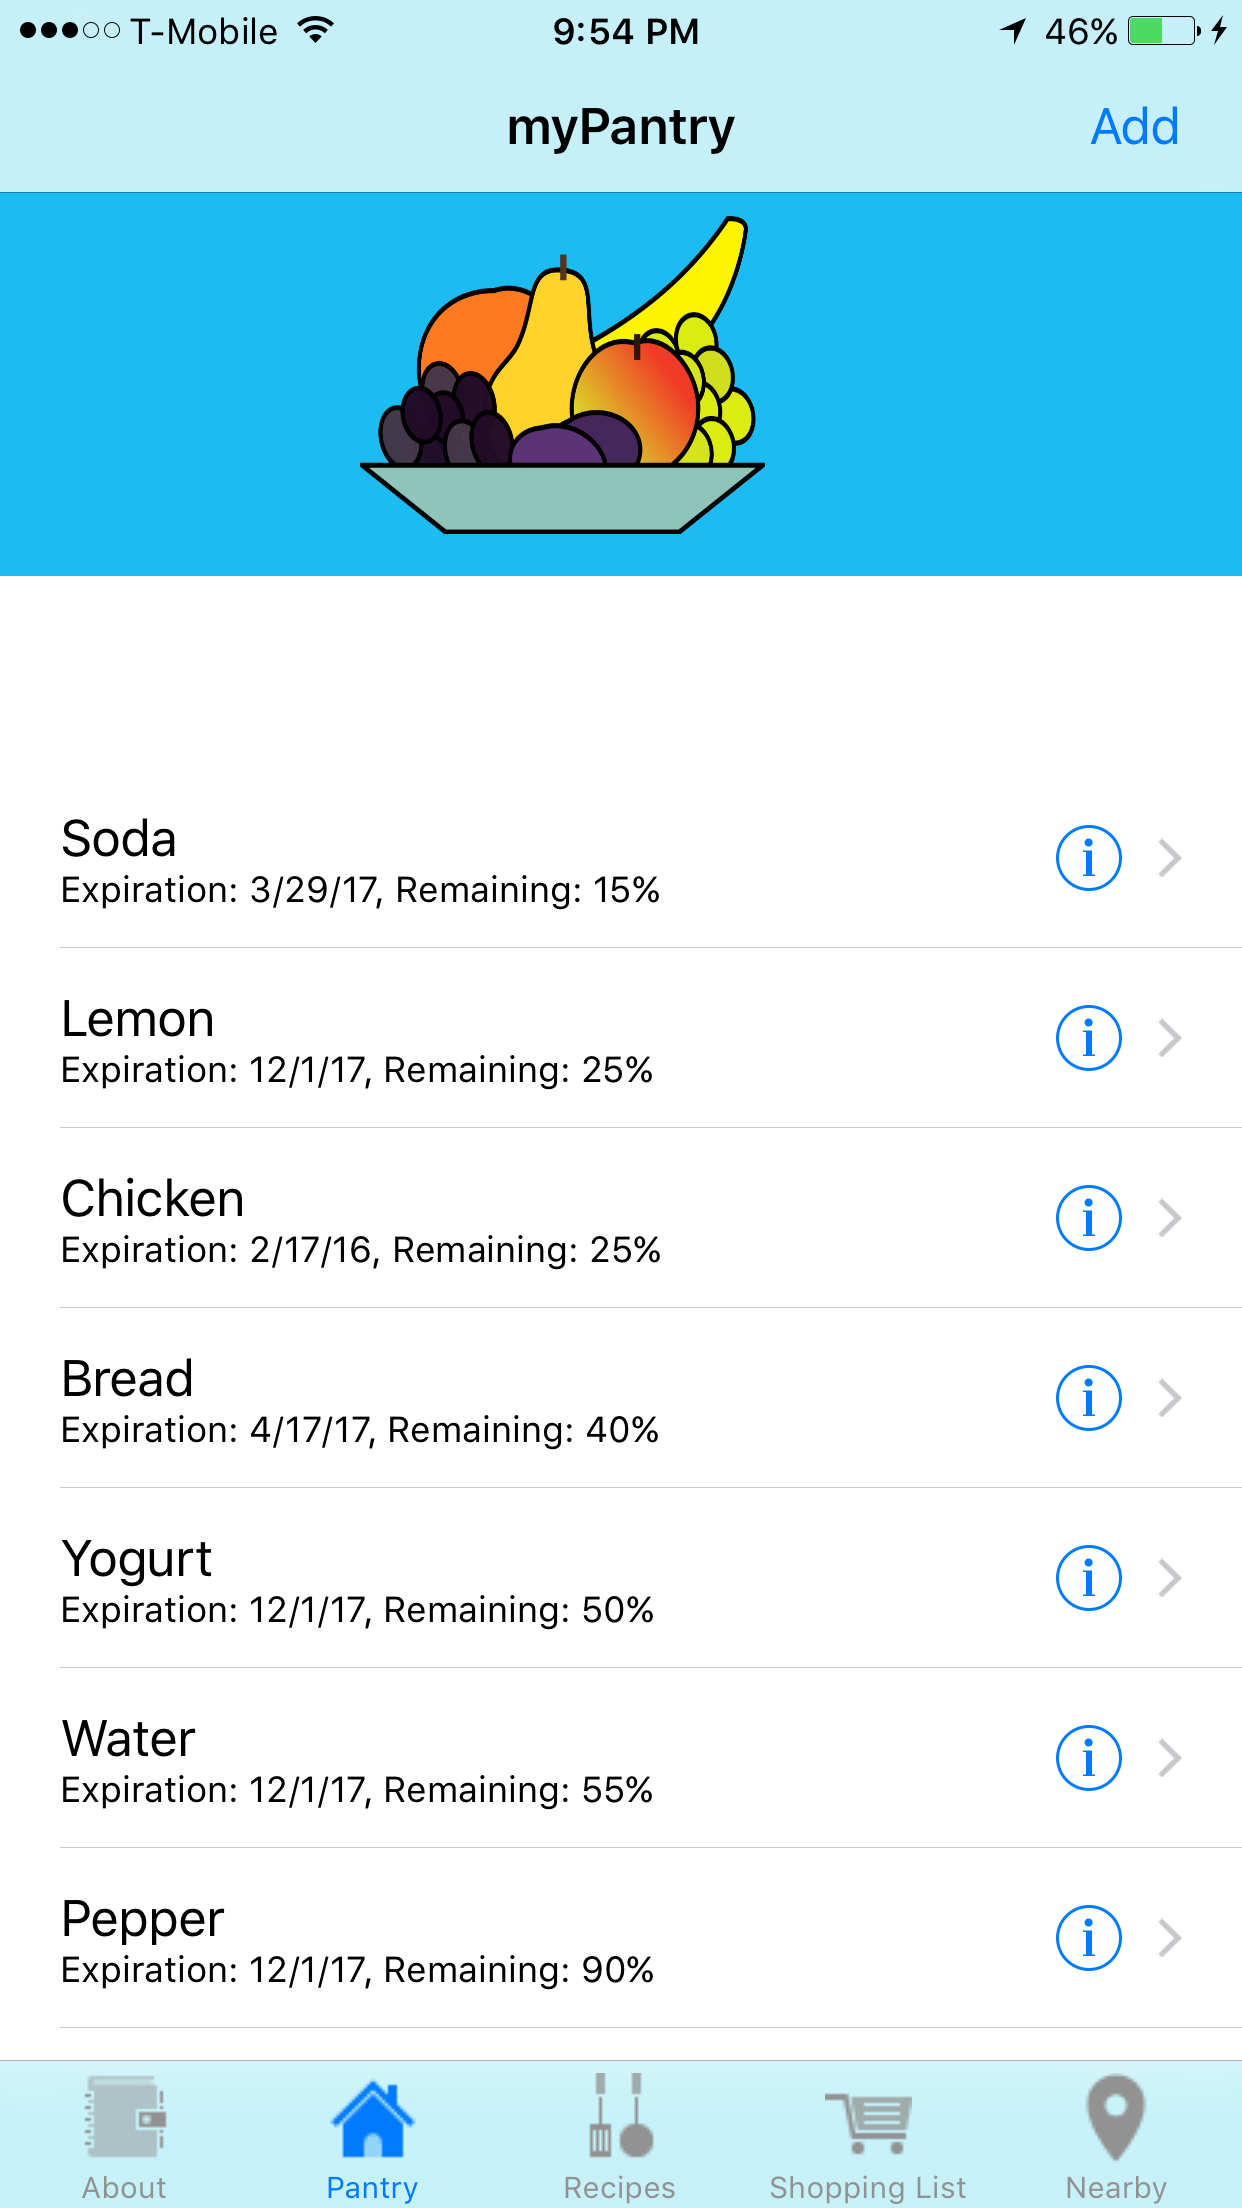 T-Mobile 9:54 PM 46%
myPantry Add
Soda
Expiration: 3/29/17, Remaining: 15%
Lemon
Expiration: 12/1/17, Remaining: 25%
Chicken
Expiration: 2/17/16, Remaining: 25%
Bread
Expiration: 4/17/17, Remaining: 40%
Yogurt
Expiration: 12/1/17, Remaining: 50%
Water
Expiration: 12/1/17, Remaining: 55%
Pepper
Expiration: 12/1/17, Remaining: 90%
About Pantry Recipes Shopping List Nearby